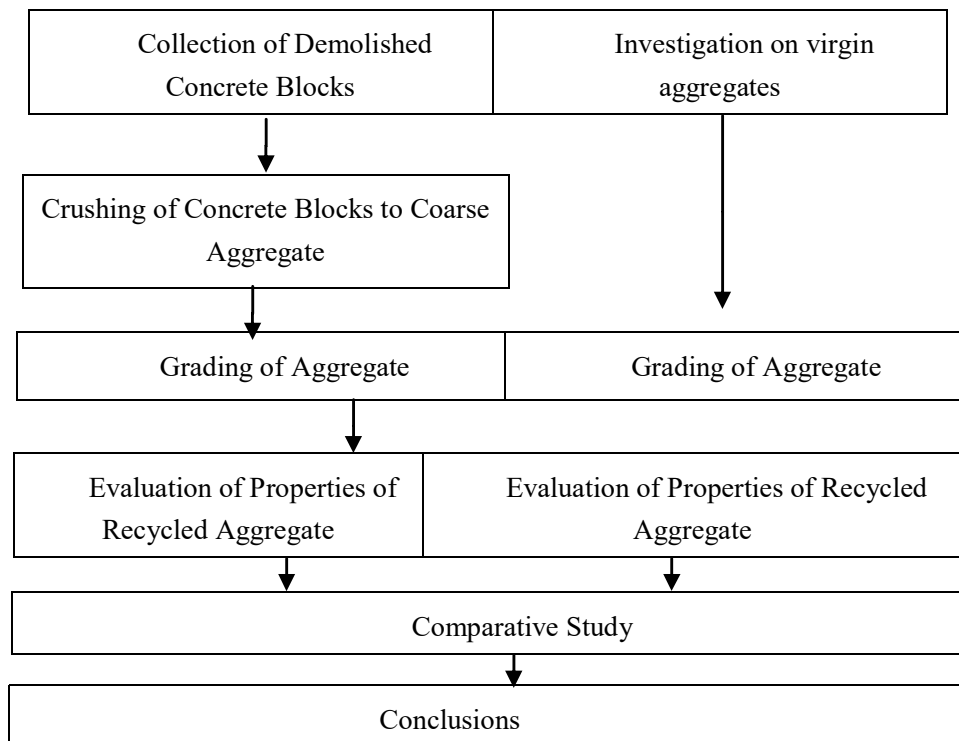 Collection of Demolished
Concrete Blocks
Investigation on virgin
aggregates
Crushing of Concrete Blocks to Coarse
Aggregate
Grading of Aggregate
Grading of Aggregate
Evaluation of Properties of
Recycled Aggregate
Evaluation of Properties of Recycled
Aggregate
Comparative Study
Conclusions